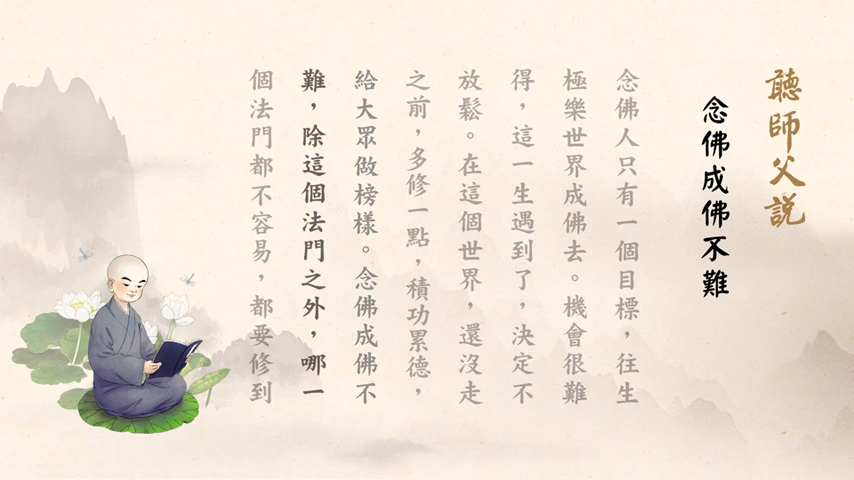 聽師父説
念佛成佛不難
念佛人只有一個目標，往生
極樂世界成佛去。機會很難
得，這一生遇到了，決定不
放鬆。在這個世界，還沒走
之前，多修一點，積功累德，
給大眾做榜樣。念佛成佛不
難，除這個法門之外，哪一
個法門都不容易，都要修到